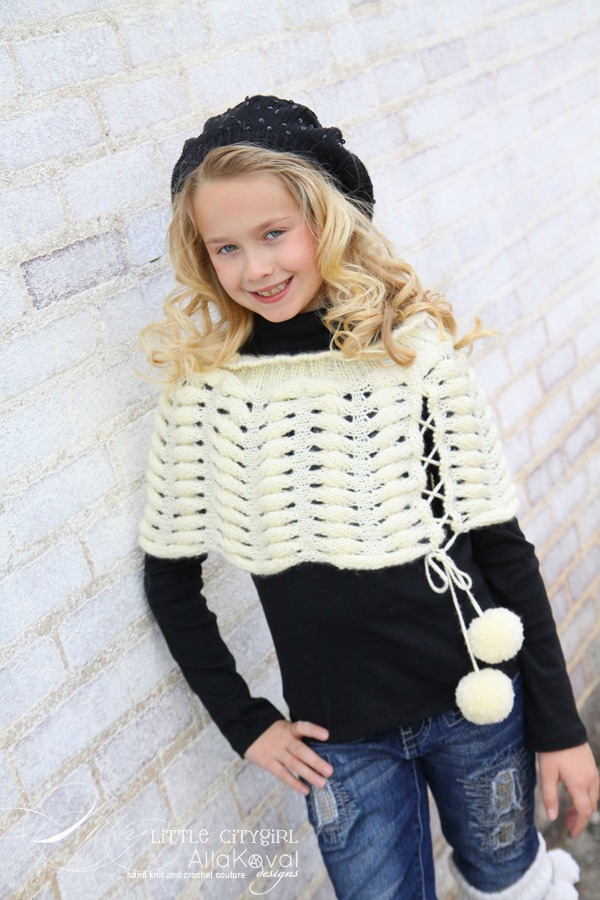 LITTLE CITYGIRL
AllaKoval
designs
... hand knit and crochet couture